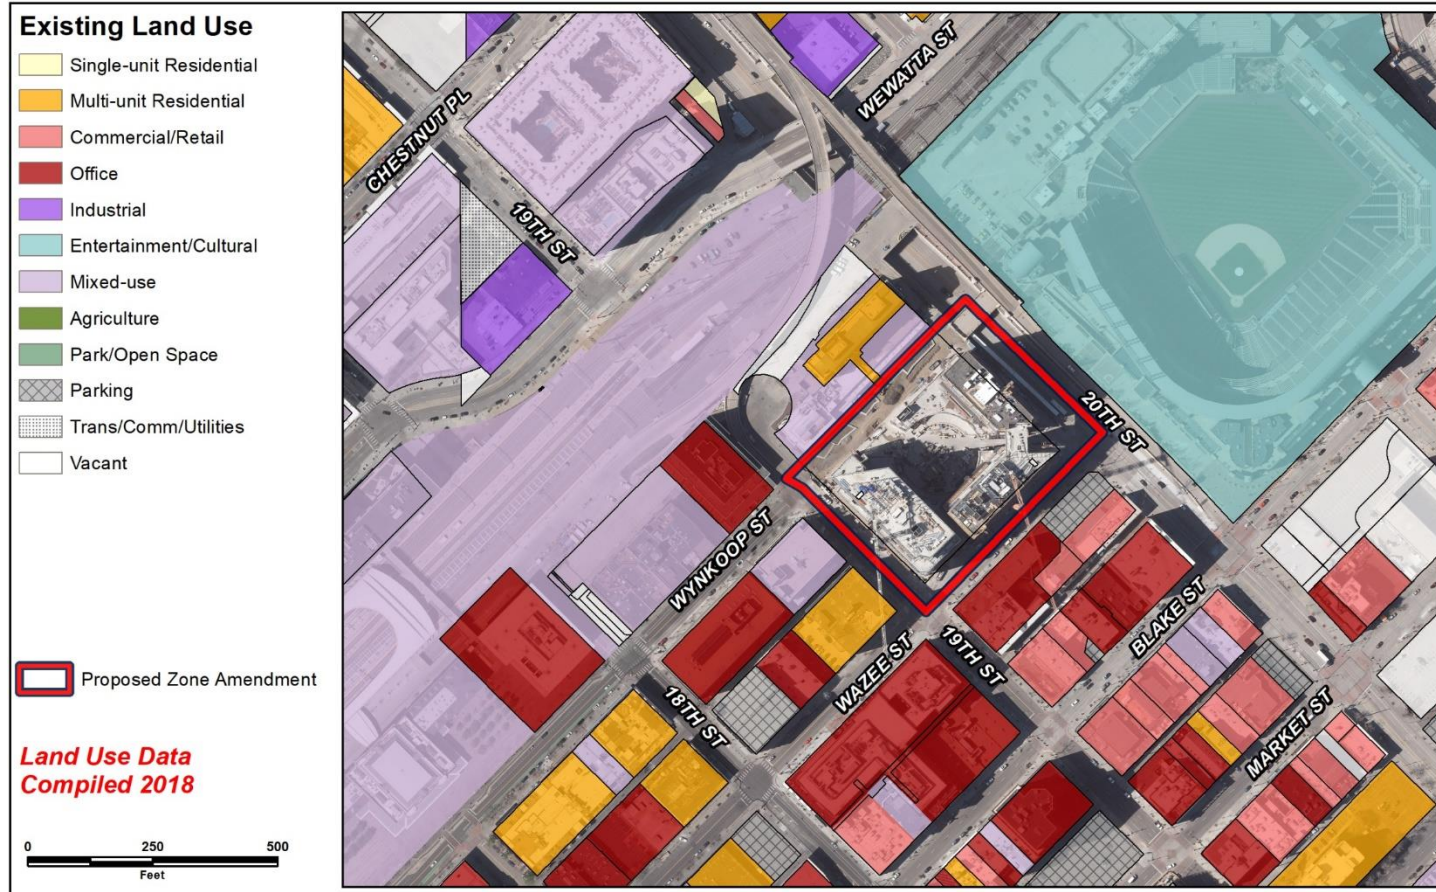 Existing Land Use
Single-unit Residential
Multi-unit Residential
Commercial/Retail
Office
Industrial
Entertainment/Cultural
Mixed-use
Agriculture
Park/Open Space
Parking
Trans/Comm/Utilities
Vacant
Proposed Zone Amendment
Land Use Data
Compiled 2018
0 250 500
Feet
WEWATTA ST
CHESTNUT PL
19TH ST
20TH ST
WYNKOOP ST
BLAKE ST
WAZEE ST
19TH ST
18TH ST
MARKET ST